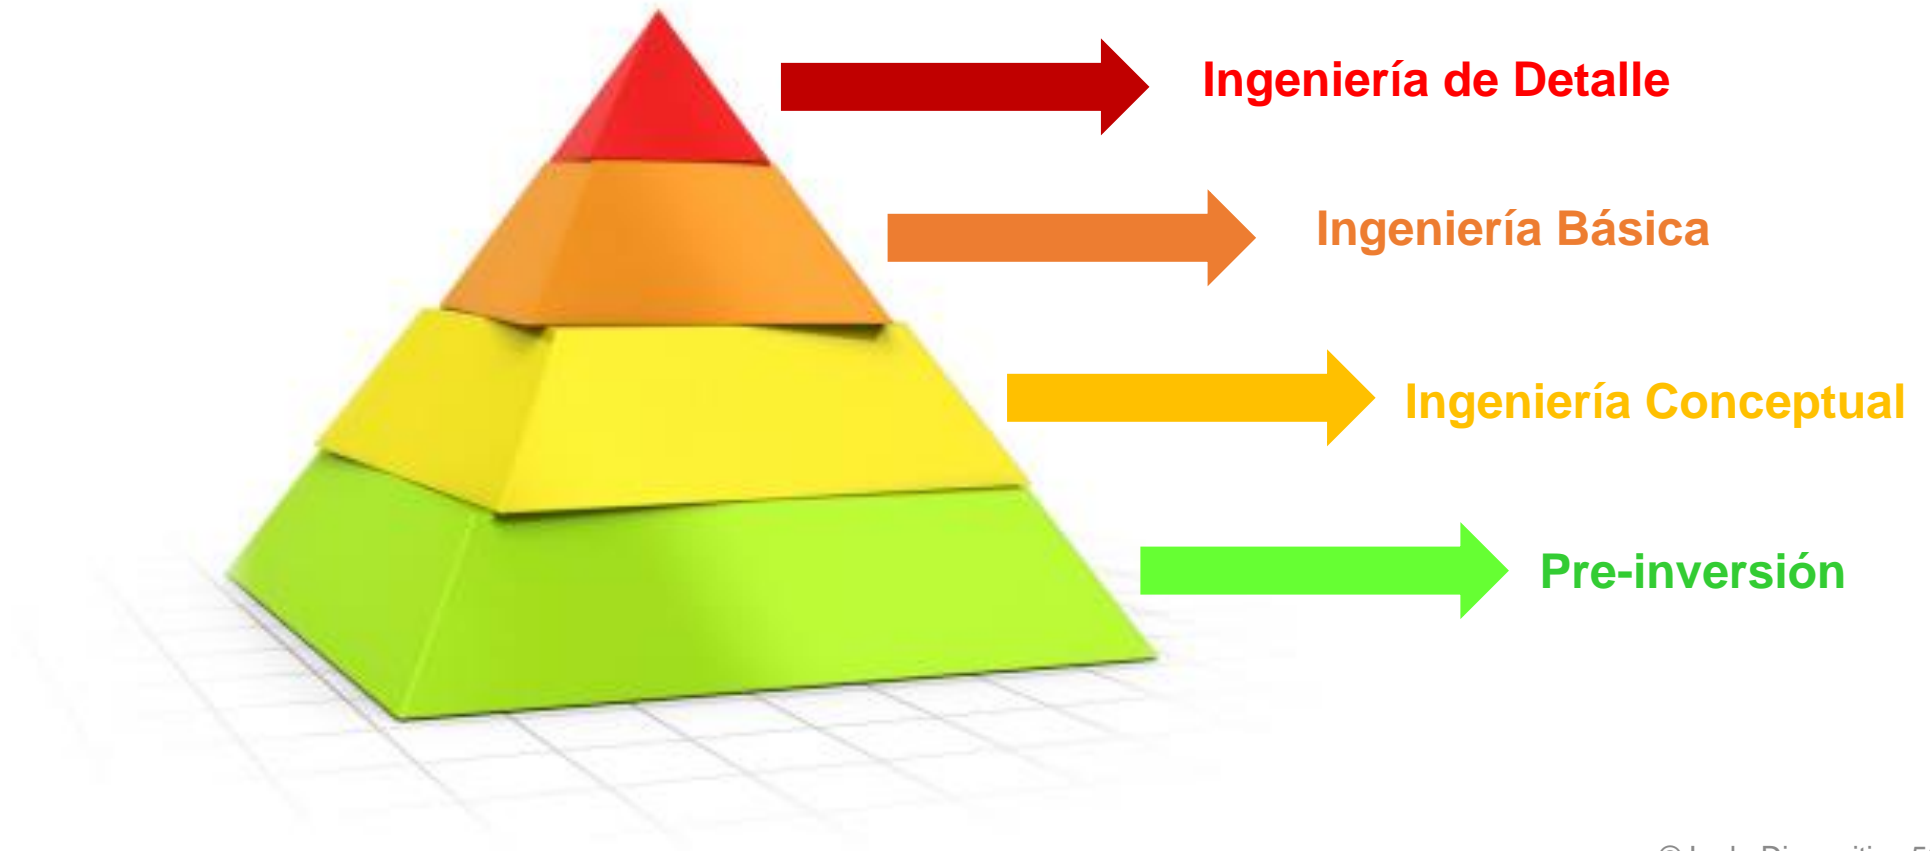 Ingeniería de Detalle
Ingeniería Básica
Ingeniería Conceptual
Pre-inversión